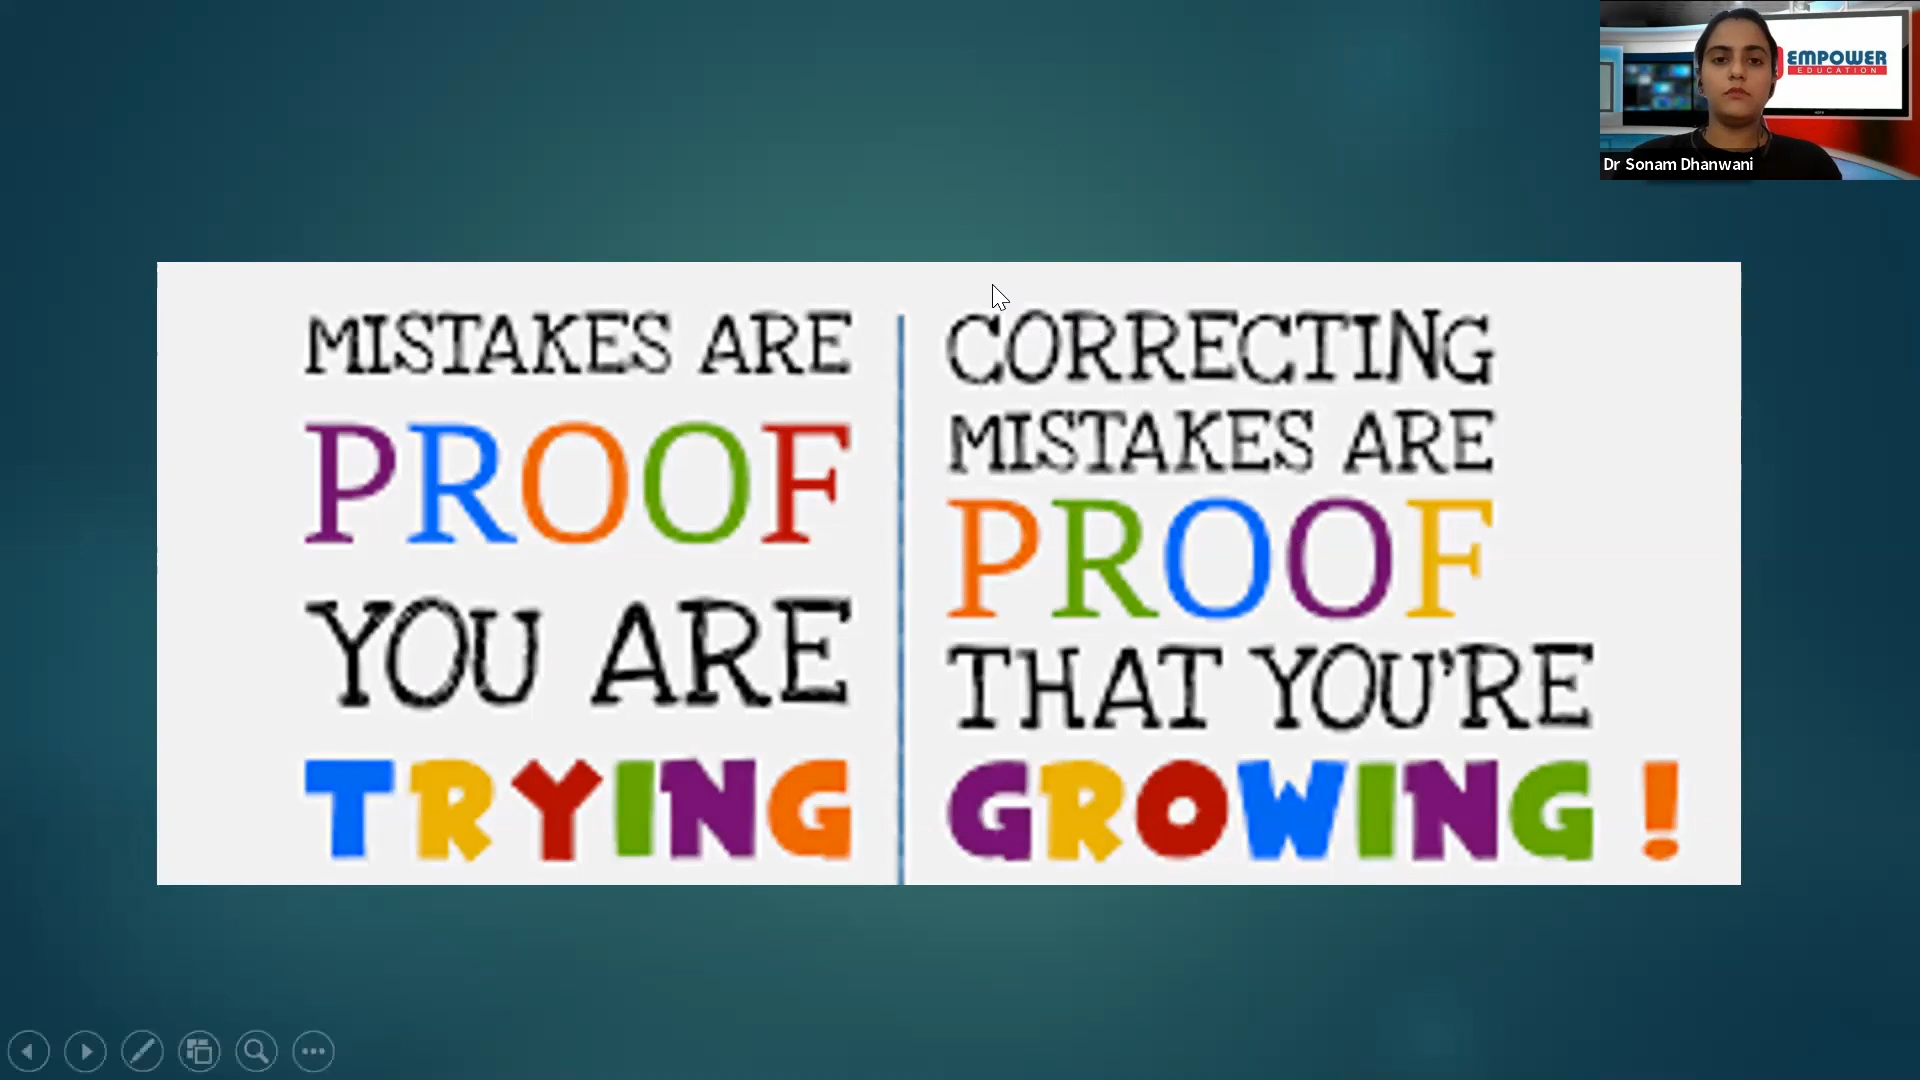 MISTAKES ARE
PROOF
YOU ARE
TRYING
CORRECTING
MISTAKES ARE
PROOF
THAT YOU'RE
GROWING !
EMPOWER
EDUCATION
Dr Sonam Dhanwani